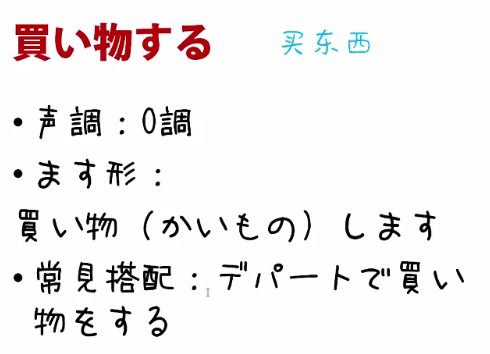 買い物する 买东西
•声調：0調
•ます形：
買い物（かいもの）します
•常見搭配：デパートで買い
物をする